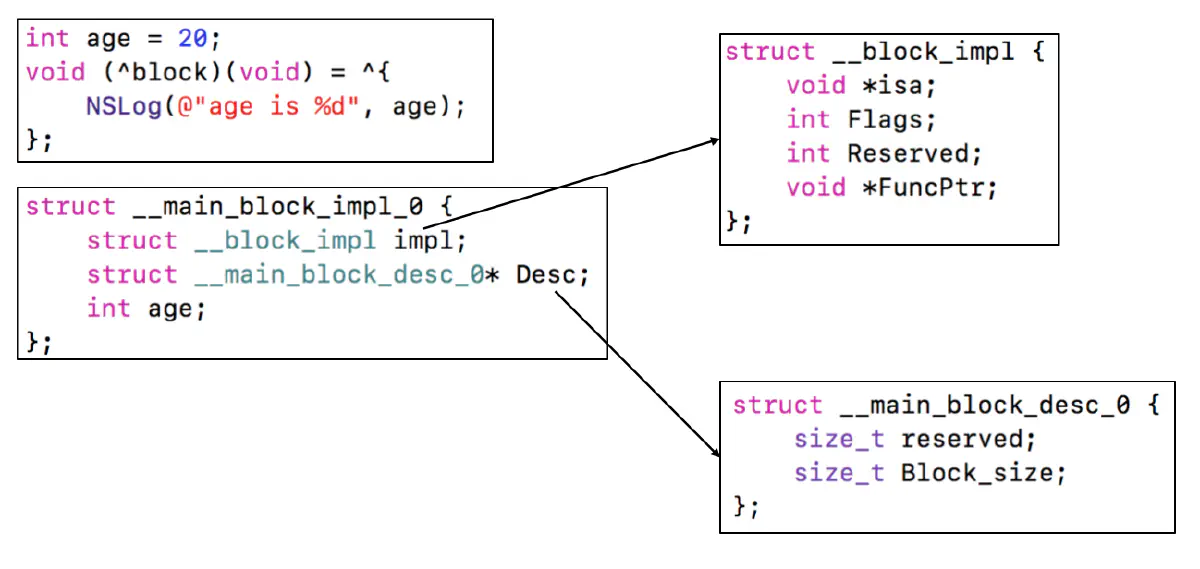 int age = 20;
void (^block)(void) = ^{
    NSLog(@"age is %d", age);
};
struct __main_block_impl_0 {
    struct __block_impl impl;
    struct __main_block_desc_0* Desc;
    int age;
};
struct __block_impl {
    void *isa;
    int Flags;
    int Reserved;
    void *FuncPtr;
};
struct __main_block_desc_0 {
    size_t reserved;
    size_t Block_size;
};